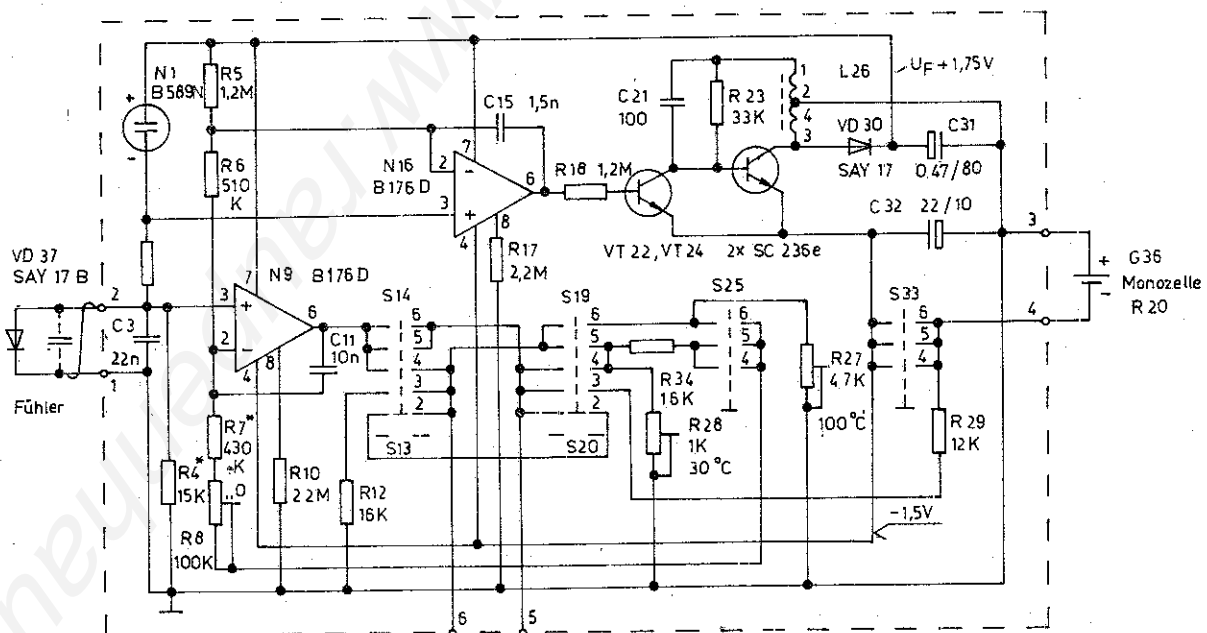 N1
B589N
R5
1,2M
R6
510
K
C15 1,5n
N16
B176D
7
2
3
6
8
4
R17
2,2M
R18 1,2M
C21
100
R23
33K
1
2
4
3
L26
UF+1,75V
VD 30
SAY 17
C31
0,47/80
C 32 22/10
VT 22, VT 24 2x SC 236e
3
4
G36
Monozelle
R 20
VD 37
SAY 17 B
2
1
C3
22n
Fühler
N9 B176D
7
3
2
6
8
4
C11
10n
S14
6
5
4
3
2
S13
S19
6
5
4
3
2
S20
S25
6
5
4
S33
6
5
4
R34
16K
R28
1K
30°C
R27
4,7K
100°C
R29
12K
-1,5V
R7*
430
K
...0
R4*
15K
R8
100K
R10
2,2M
R12
16K
6
5